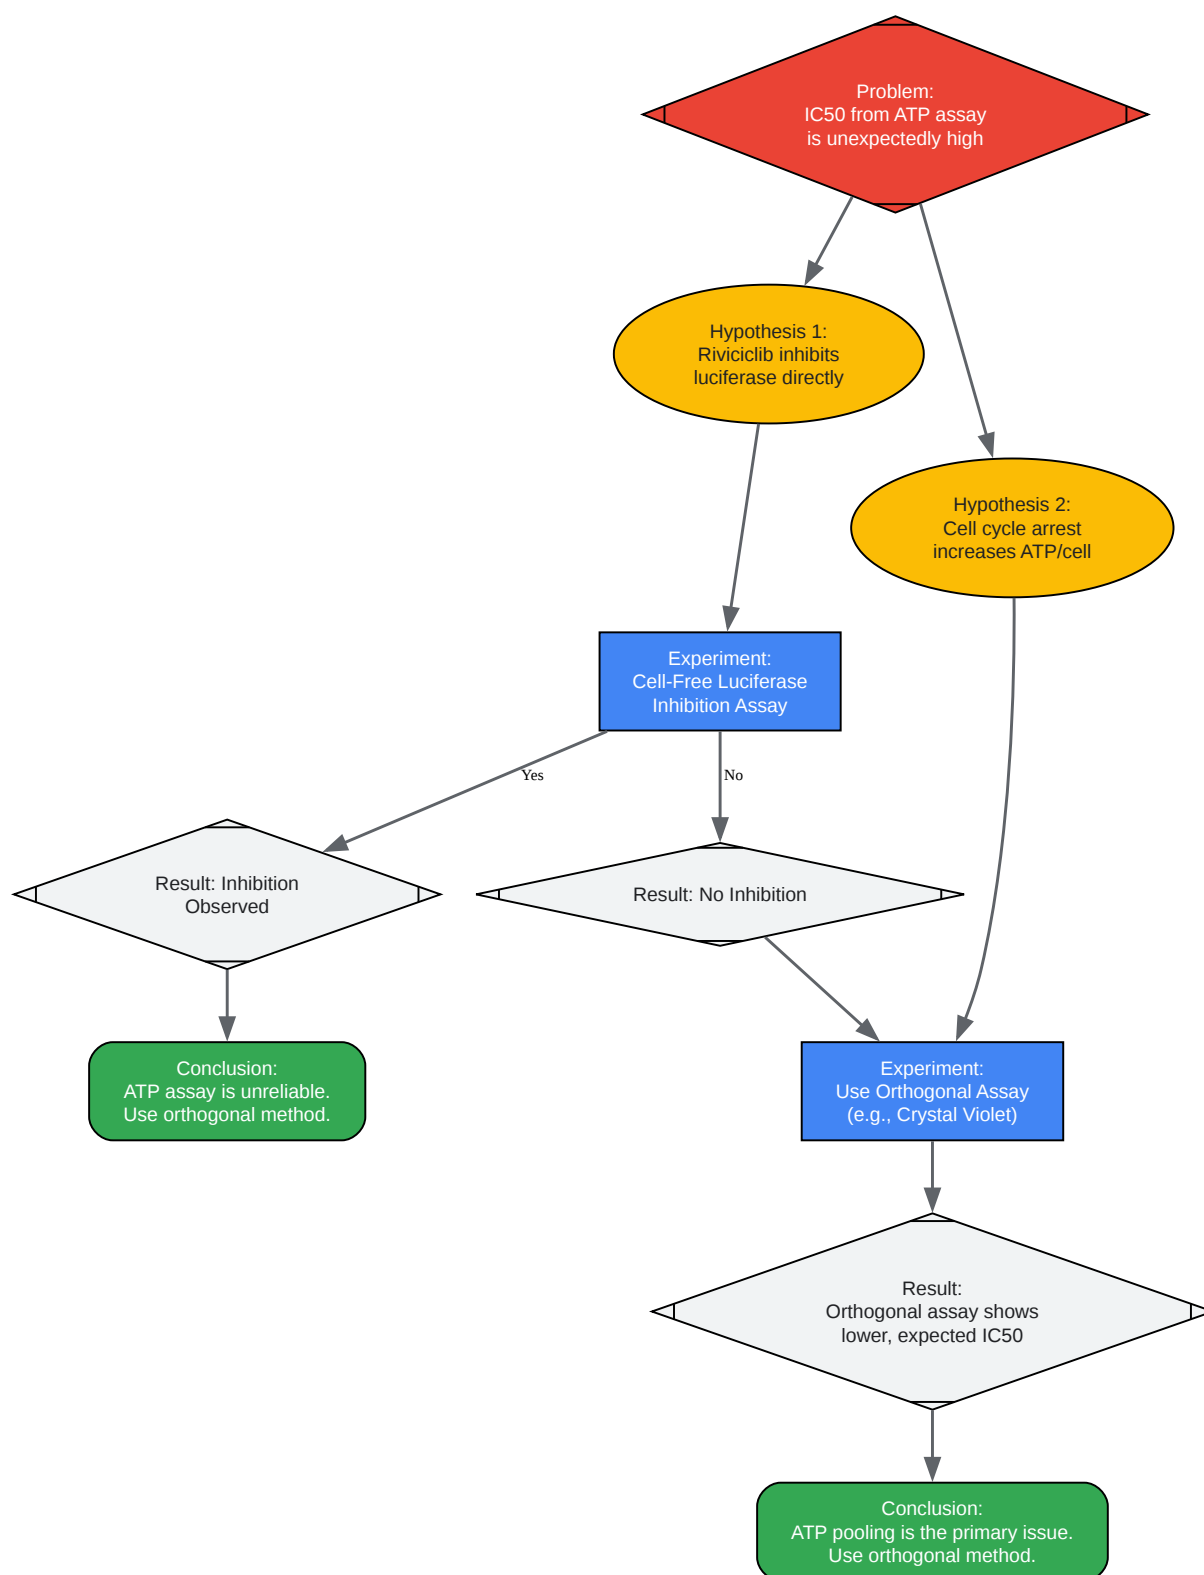 Problem:
IC50 from ATP assay
is unexpectedly high
Hypothesis 1:
Riviciclib inhibits
luciferase directly
Hypothesis 2:
Cell cycle arrest
increases ATP/cell
Experiment:
Cell-Free Luciferase
Inhibition Assay
Yes
No
Result: Inhibition
Observed
Result: No Inhibition
Conclusion:
ATP assay is unreliable.
Use orthogonal method.
Experiment:
Use Orthogonal Assay
(e.g., Crystal Violet)
Result:
Orthogonal assay shows
lower, expected IC50
Conclusion:
ATP pooling is the primary issue.
Use orthogonal method.